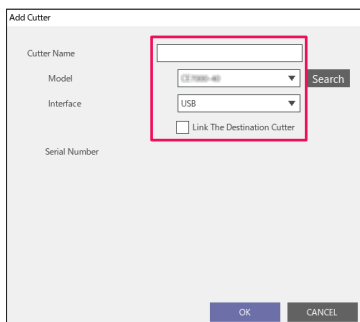 Add Cutter
Cutter Name
Model Search
Interface USB
Link The Destination Cutter
Serial Number
OK CANCEL